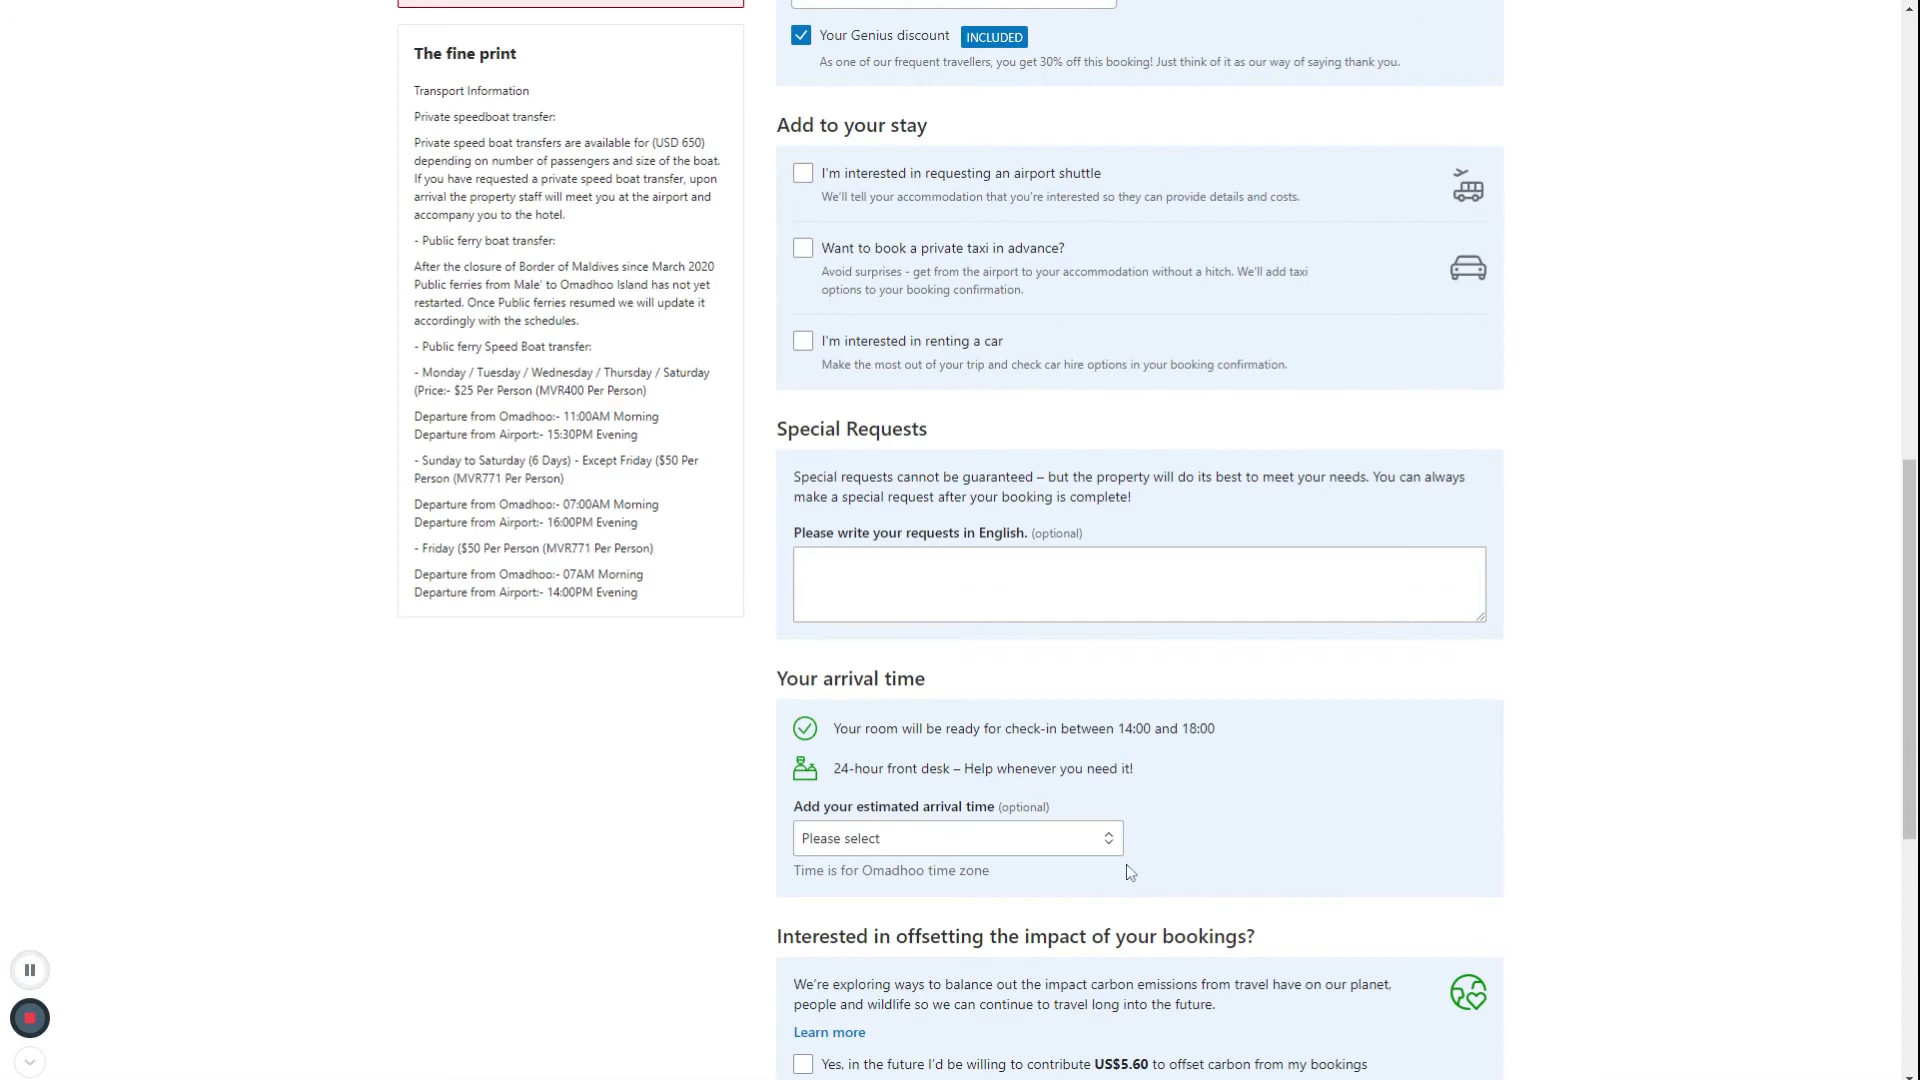 The fine print
Transport Information
Private speedboat transfer:
Private speed boat transfers are available for (USD 650)
depending on number of passengers and size of the boat.
If you have requested a private speed boat transfer, upon
arrival the property staff will meet you at the airport and
accompany you to the hotel.
- Public ferry boat transfer:
After the closure of Border of Maldives since March 2020
Public ferries from Male' to Omadhoo Island has not yet
restarted. Once Public ferries resumed we will update it
accordingly with the schedules.
- Public ferry Speed Boat transfer:
- Monday / Tuesday / Wednesday / Thursday / Saturday
(Price:- $25 Per Person (MVR400 Per Person)
Departure from Omadhoo:- 11:00AM Morning
Departure from Airport:- 15:30PM Evening
- Sunday to Saturday (6 Days) - Except Friday ($50 Per
Person (MVR771 Per Person)
Departure from Omadhoo:- 07:00AM Morning
Departure from Airport:- 16:00PM Evening
- Friday ($50 Per Person (MVR771 Per Person)
Departure from Omadhoo:- 07AM Morning
Departure from Airport:- 14:00PM Evening
Your Genius discount INCLUDED
As one of our frequent travellers, you get 30% off this booking! Just think of it as our way of saying thank you.
Add to your stay
I'm interested in requesting an airport shuttle
We'll tell your accommodation that you're interested so they can provide details and costs.
Want to book a private taxi in advance?
Avoid surprises - get from the airport to your accommodation without a hitch. We'll add taxi
options to your booking confirmation.
I'm interested in renting a car
Make the most out of your trip and check car hire options in your booking confirmation.
Special Requests
Special requests cannot be guaranteed – but the property will do its best to meet your needs. You can always
make a special request after your booking is complete!
Please write your requests in English. (optional)
Your arrival time
Your room will be ready for check-in between 14:00 and 18:00
24-hour front desk – Help whenever you need it!
Add your estimated arrival time (optional)
Please select
Time is for Omadhoo time zone
Interested in offsetting the impact of your bookings?
We're exploring ways to balance out the impact carbon emissions from travel have on our planet,
people and wildlife so we can continue to travel long into the future.
Learn more
Yes, in the future I'd be willing to contribute US$5.60 to offset carbon from my bookings